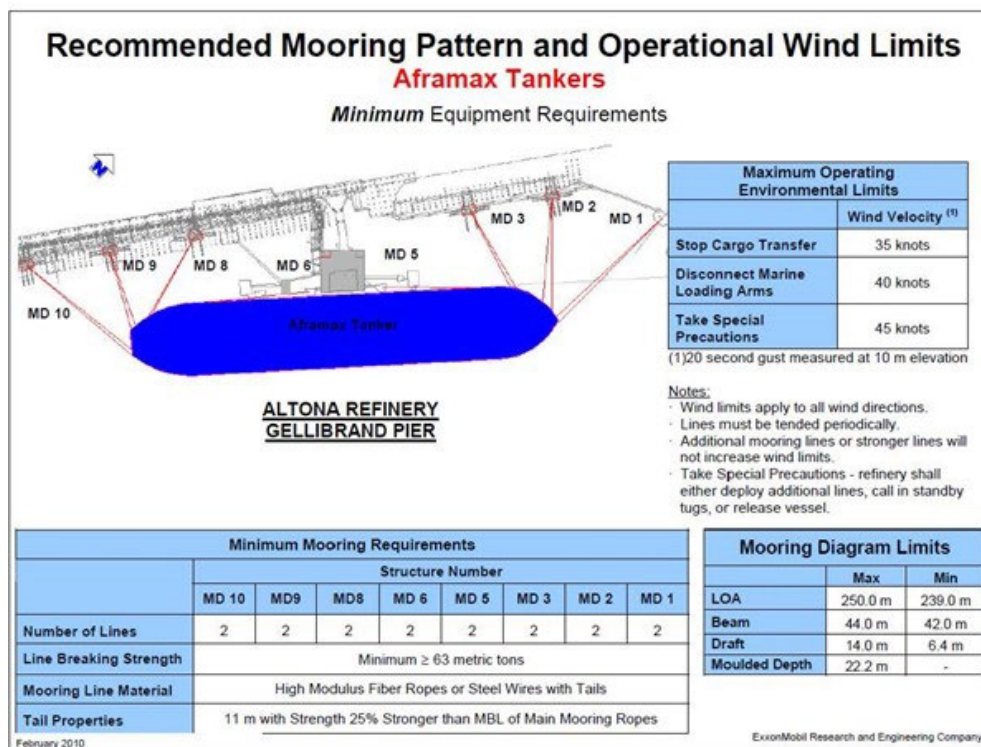 Recommended Mooring Pattern and Operational Wind Limits
Aframax Tankers
Minimum Equipment Requirements
N
MD 10
MD 9
MD 8
MD 6
MD 5
MD 3
MD 2
MD 1
Aframax Tanker
ALTONA REFINERY
GELLIBRAND PIER
Maximum Operating
Environmental Limits
Wind Velocity (1)
Stop Cargo Transfer 35 knots
Disconnect Marine
Loading Arms 40 knots
Take Special
Precautions 45 knots
(1)20 second gust measured at 10 m elevation
Notes:
· Wind limits apply to all wind directions.
· Lines must be tended periodically.
· Additional mooring lines or stronger lines will
not increase wind limits.
· Take Special Precautions - refinery shall
either deploy additional lines, call in standby
tugs, or release vessel.
Minimum Mooring Requirements
Structure Number
MD 10 MD9 MD8 MD 6 MD 5 MD 3 MD 2 MD 1
Number of Lines 2 2 2 2 2 2 2 2
Line Breaking Strength Minimum ≥ 63 metric tons
Mooring Line Material High Modulus Fiber Ropes or Steel Wires with Tails
Tail Properties 11 m with Strength 25% Stronger than MBL of Main Mooring Ropes
Mooring Diagram Limits
Max Min
LOA 250.0 m 239.0 m
Beam 44.0 m 42.0 m
Draft 14.0 m 6.4 m
Moulded Depth 22.2 m -
February 2010
ExxonMobil Research and Engineering Company